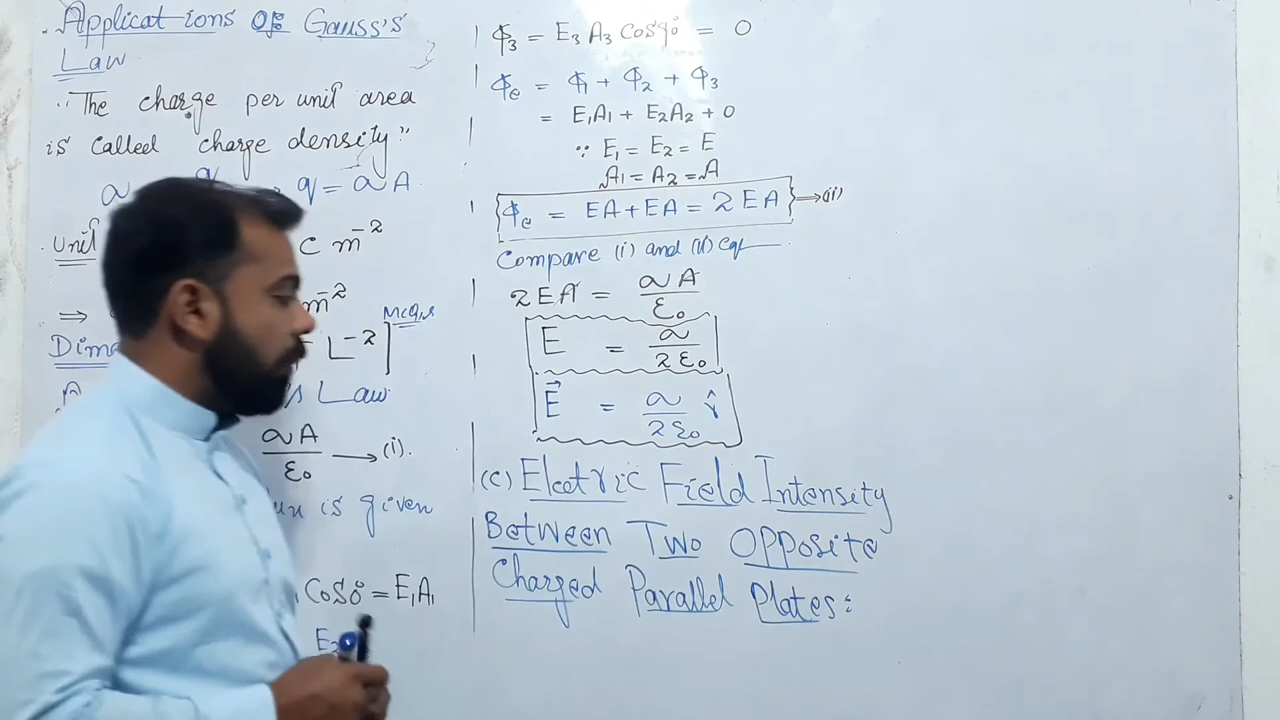 . Applications OF Gauss's
Law
"The charge per unit area
is called charge density"
q = σ A.
. Unit
C m⁻²
⇒ m⁻²
Mcqs
L⁻²]
Law
σA/ε₀ → (i).
is given
Cos0° = E₁A₁
ϕ₃ = E₃ A₃ Cos90° = 0
ϕe = ϕ₁ + ϕ₂ + ϕ₃
= E₁A₁ + E₂A₂ + 0
∵ E₁ = E₂ = E
A₁ = A₂ = A
ϕe = EA + EA = 2EA → (ii)
Compare (i) and (ii) eq
2EA = σA/ε₀
E = σ/2ε₀
E⃗ = σ/2ε₀ r̂
(C) Electric Field Intensity
Between Two Opposite
Charged Parallel Plates: